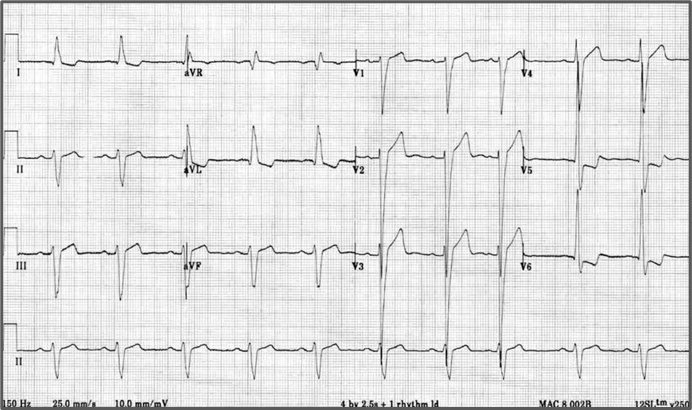 I aVR V1 V4
II aVL V2 V5
III aVF V3 V6
II
150 Hz 25.0 mm/s 10.0 mm/mV 4 by 2.5s + 1 rhythm ld MAC 8 002B 12SL™ v250